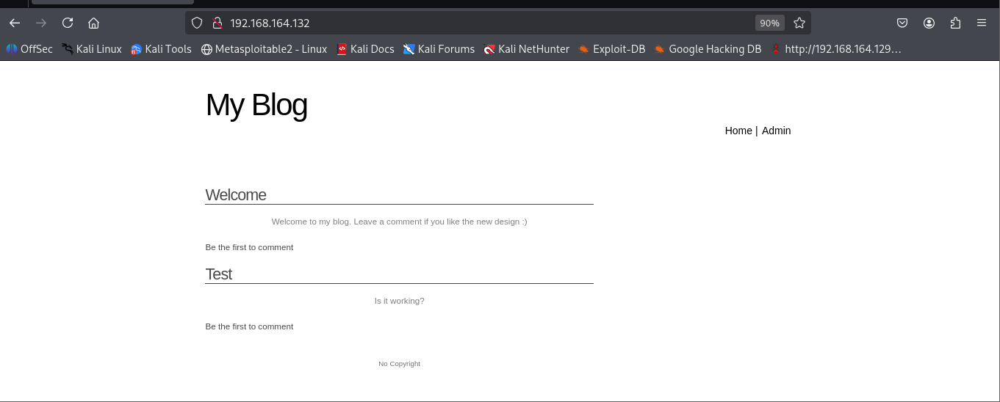 192.168.164.132
90%
OffSec Kali Linux Kali Tools Metasploitable2 - Linux Kali Docs Kali Forums Kali NetHunter Exploit-DB Google Hacking DB http://192.168.164.129...
My Blog
Home | Admin
Welcome
Welcome to my blog. Leave a comment if you like the new design :)
Be the first to comment
Test
Is it working?
Be the first to comment
No Copyright